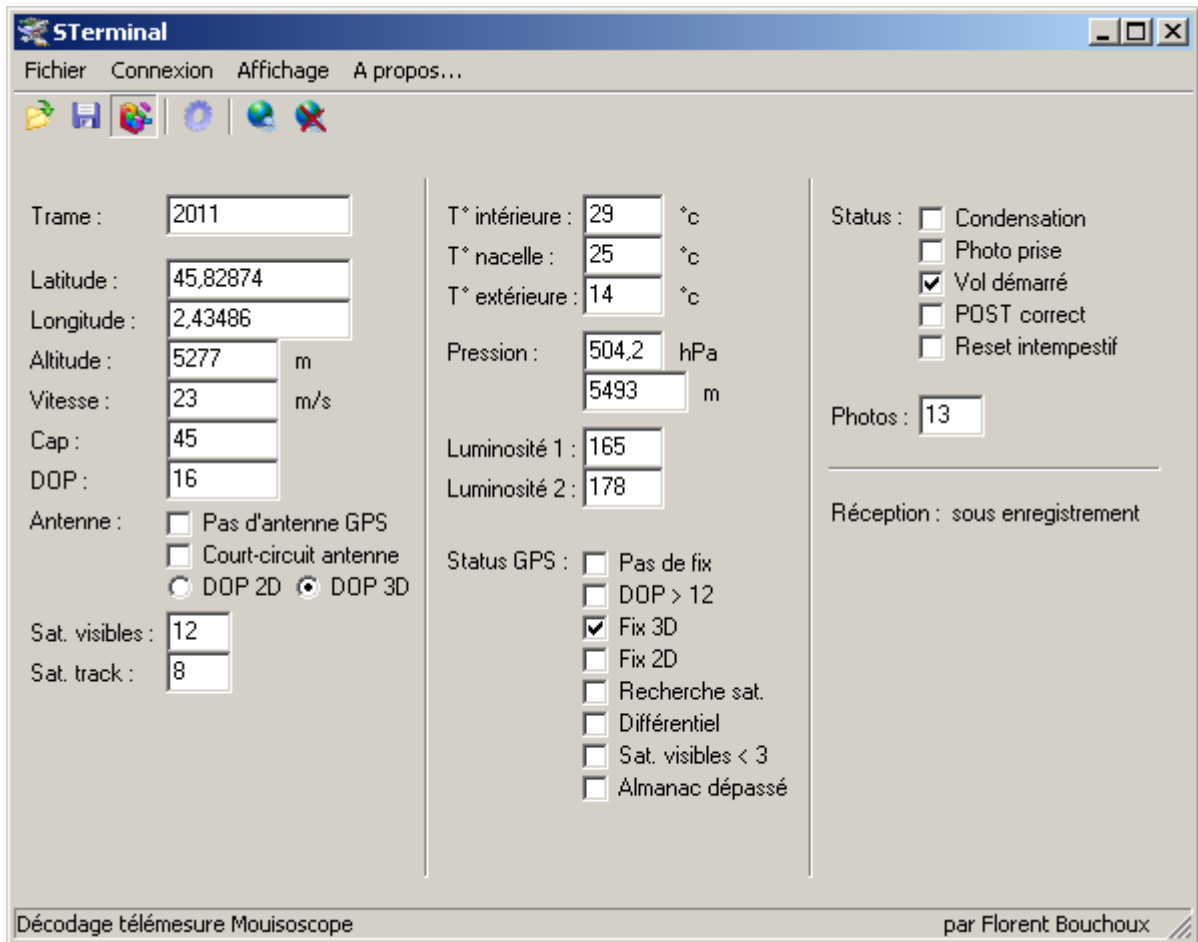 STerminal
Fichier Connexion Affichage A propos...
Trame : 2011
Latitude : 45,82874
Longitude : 2,43486
Altitude : 5277 m
Vitesse : 23 m/s
Cap : 45
DOP : 16
Antenne : Pas d'antenne GPS
Court-circuit antenne
DOP 2D DOP 3D
Sat. visibles : 12
Sat. track : 8
T° intérieure : 29 °c
T° nacelle : 25 °c
T° extérieure : 14 °c
Pression : 504,2 hPa
5493 m
Luminosité 1 : 165
Luminosité 2 : 178
Status GPS : Pas de fix
DOP > 12
Fix 3D
Fix 2D
Recherche sat.
Différentiel
Sat. visibles < 3
Almanac dépassé
Status : Condensation
Photo prise
Vol démarré
POST correct
Reset intempestif
Photos : 13
Réception : sous enregistrement
Décodage télémesure Mouisoscope par Florent Bouchoux